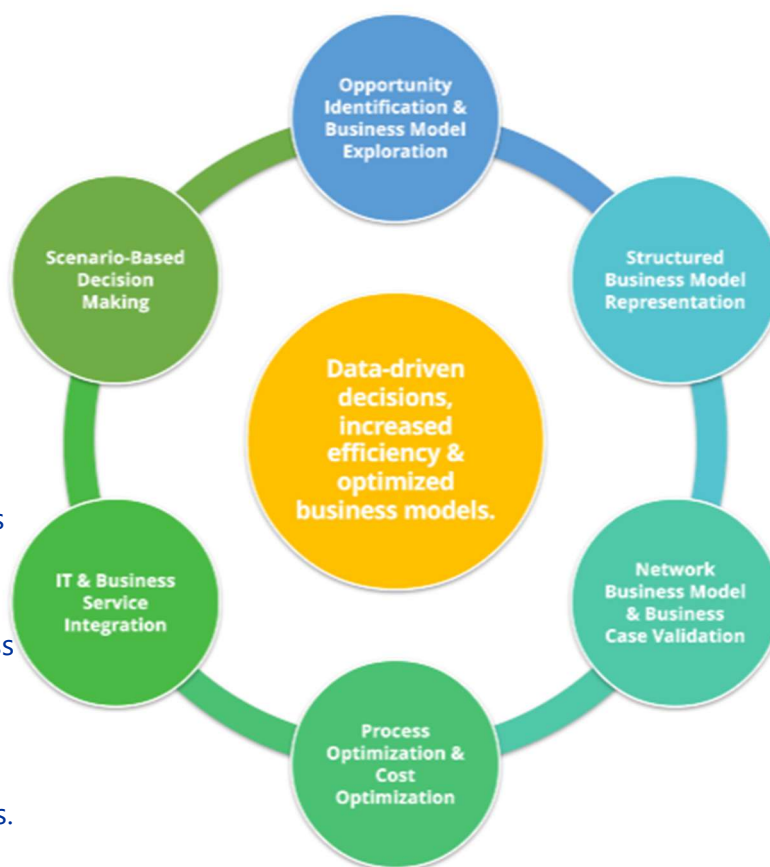 Opportunity
Identification &
Business Model
Exploration
Structured
Business Model
Representation
Network
Business Model
& Business
Case Validation
Process
Optimization &
Cost
Optimization
IT & Business
Service
Integration
Scenario-Based
Decision
Making
Data-driven
decisions,
increased
efficiency &
optimized
business models.